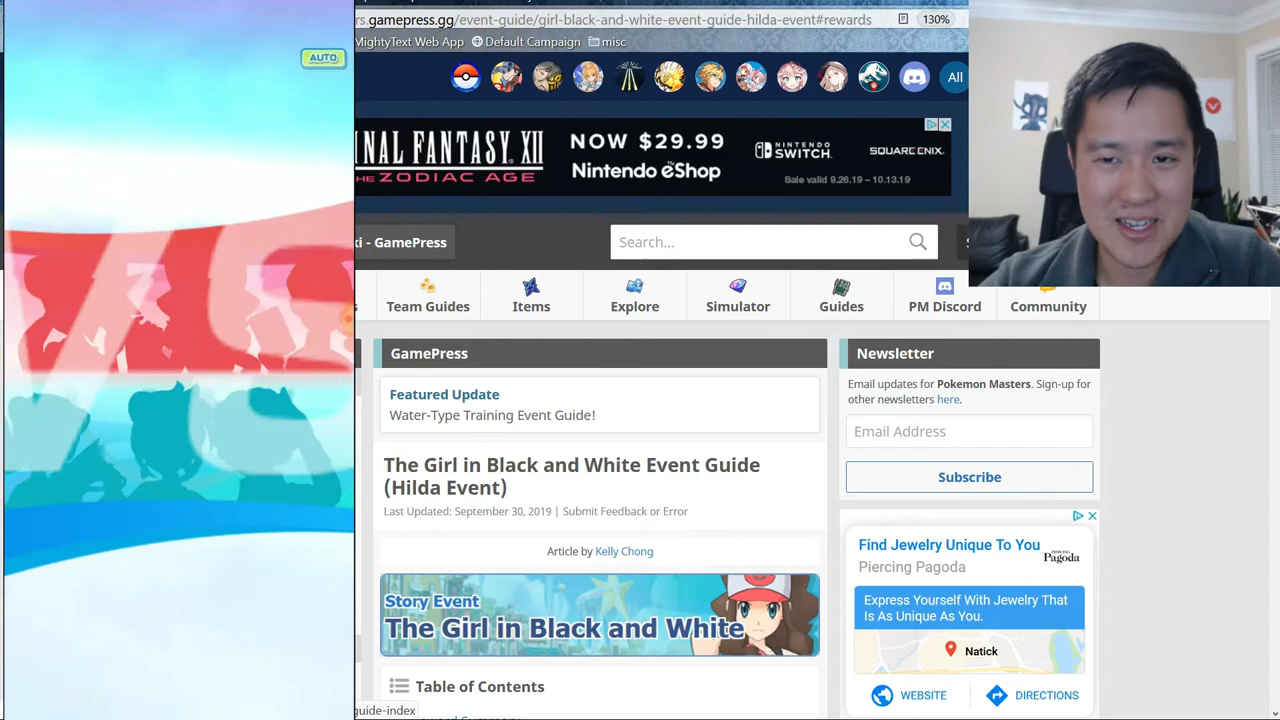 AUTO
rs.gamepress.gg/event-guide/girl-black-and-white-event-guide-hilda-event#rewards
130%
MightyText Web App
Default Campaign
misc
All
INAL FANTASY XII
THE ZODIAC AGE
NOW $29.99
Nintendo eShop
NINTENDO
SWITCH
SQUARE ENIX
Sale valid 9.26.19 - 10.13.19
ki - GamePress
Search...
S
s
Team Guides
Items
Explore
Simulator
Guides
PM Discord
Community
GamePress
Featured Update
Water-Type Training Event Guide!
The Girl in Black and White Event Guide
(Hilda Event)
Last Updated: September 30, 2019 | Submit Feedback or Error
Article by Kelly Chong
Story Event
The Girl in Black and White
Table of Contents
guide-index
Newsletter
Email updates for Pokemon Masters. Sign-up for
other newsletters here.
Email Address
Subscribe
Find Jewelry Unique To You
Piercing Pagoda
PIERCING
Pagoda
Express Yourself With Jewelry That
Is As Unique As You.
Natick
WEBSITE
DIRECTIONS